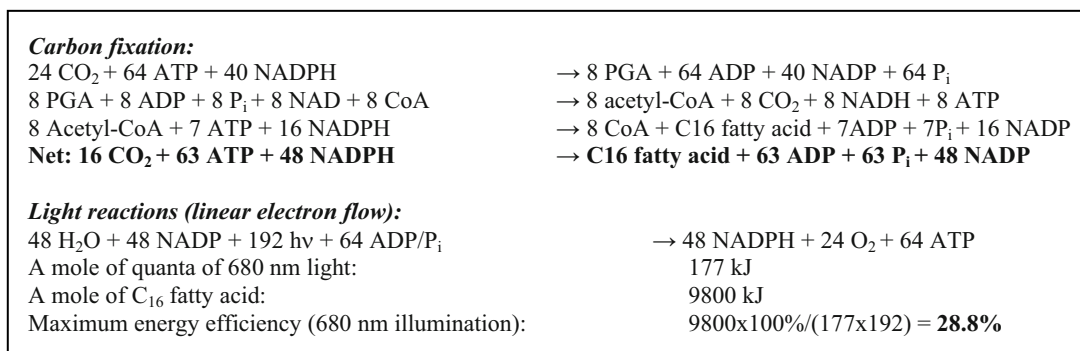 Carbon fixation:
24 CO₂ + 64 ATP + 40 NADPH → 8 PGA + 64 ADP + 40 NADP + 64 Pᵢ
8 PGA + 8 ADP + 8 Pᵢ + 8 NAD + 8 CoA → 8 acetyl-CoA + 8 CO₂ + 8 NADH + 8 ATP
8 Acetyl-CoA + 7 ATP + 16 NADPH → 8 CoA + C16 fatty acid + 7ADP + 7Pᵢ + 16 NADP
Net: 16 CO₂ + 63 ATP + 48 NADPH → C16 fatty acid + 63 ADP + 63 Pᵢ + 48 NADP
Light reactions (linear electron flow):
48 H₂O + 48 NADP + 192 hν + 64 ADP/Pᵢ → 48 NADPH + 24 O₂ + 64 ATP
A mole of quanta of 680 nm light: 177 kJ
A mole of C₁₆ fatty acid: 9800 kJ
Maximum energy efficiency (680 nm illumination): 9800x100%/(177x192) = 28.8%